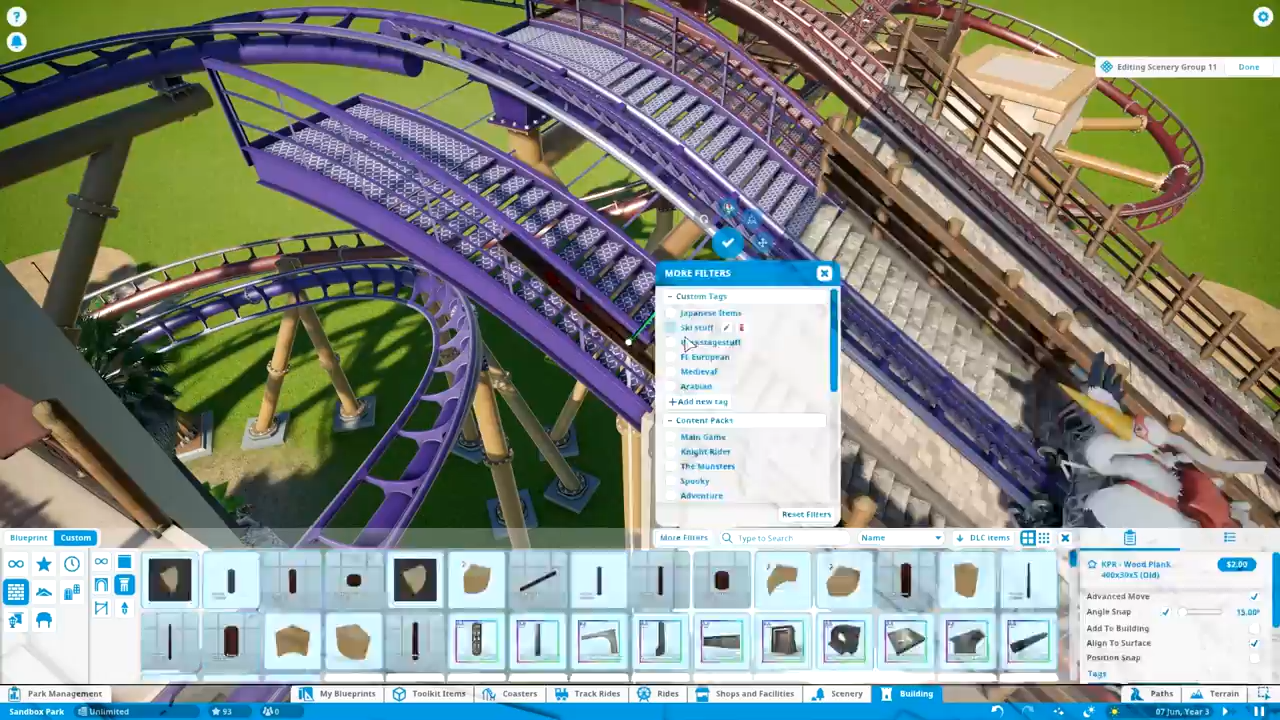 Editing Scenery Group 11 Done
MORE FILTERS
Custom Tags
Japanese Items
Ski stuff
FL European
Medieval
Arabian
+Add new tag
Content Packs
Main Game
Knight Rider
The Munsters
Spooky
Adventure
Reset Filters
Blueprint Custom
More Filters Type to Search Name DLC items
KPR - Wood Plank
400x30x5 (Old) $2.00
Advanced Move
Angle Snap 15.00°
Add To Building
Align To Surface
Position Snap
Tags
Park Management My Blueprints Toolkit Items Coasters Track Rides Rides Shops and Facilities Scenery Building Paths Terrain
Sandbox Park Unlimited 93 0 07 Jun, Year 3